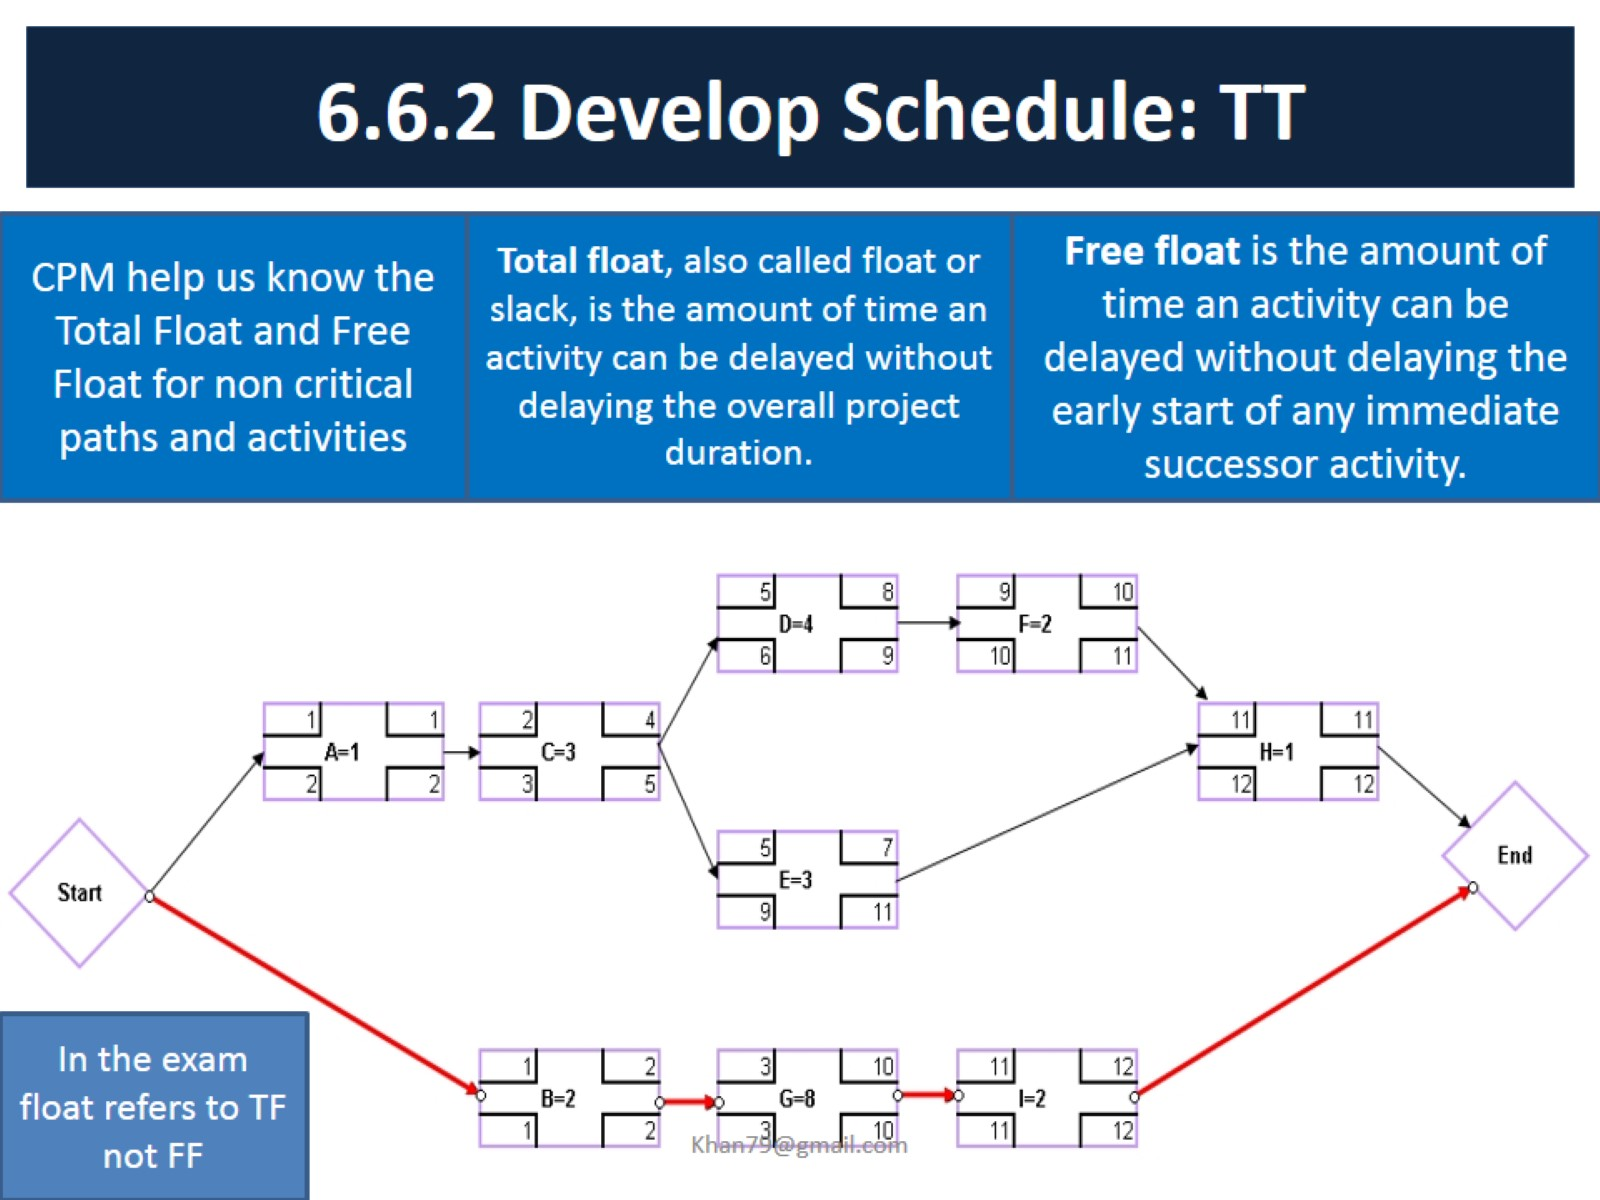 6.6.2 Develop Schedule: TT
CPM help us know the
Total Float and Free
Float for non critical
paths and activities
Total float, also called float or
slack, is the amount of time an
activity can be delayed without
delaying the overall project
duration.
Free float is the amount of
time an activity can be
delayed without delaying the
early start of any immediate
successor activity.
5 8
D=4
6 9
9 10
F=2
10 11
1 1
A=1
2 2
2 4
C=3
3 5
11 11
H=1
12 12
5 7
E=3
9 11
Start
End
In the exam
float refers to TF
not FF
1 2
B=2
1 2
3 10
G=8
3 10
11 12
I=2
11 12
Khan79@gmail.com